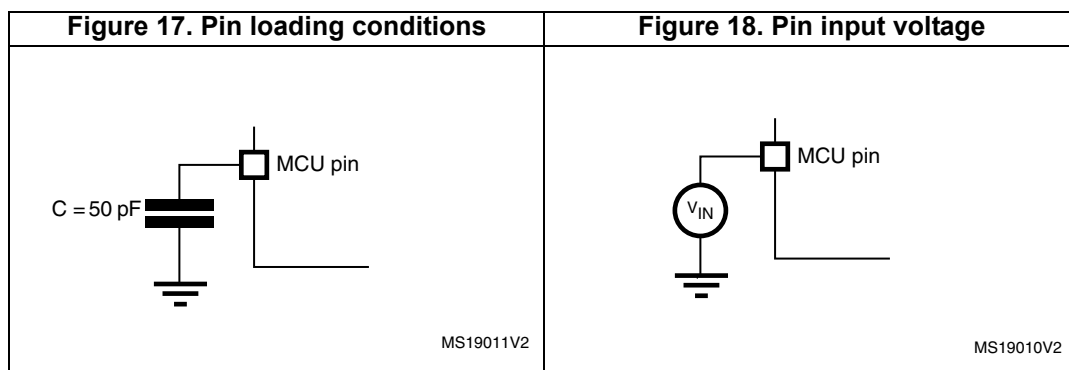 Figure 17. Pin loading conditions
Figure 18. Pin input voltage
MCU pin
C = 50 pF
MS19011V2
MCU pin
VIN
MS19010V2